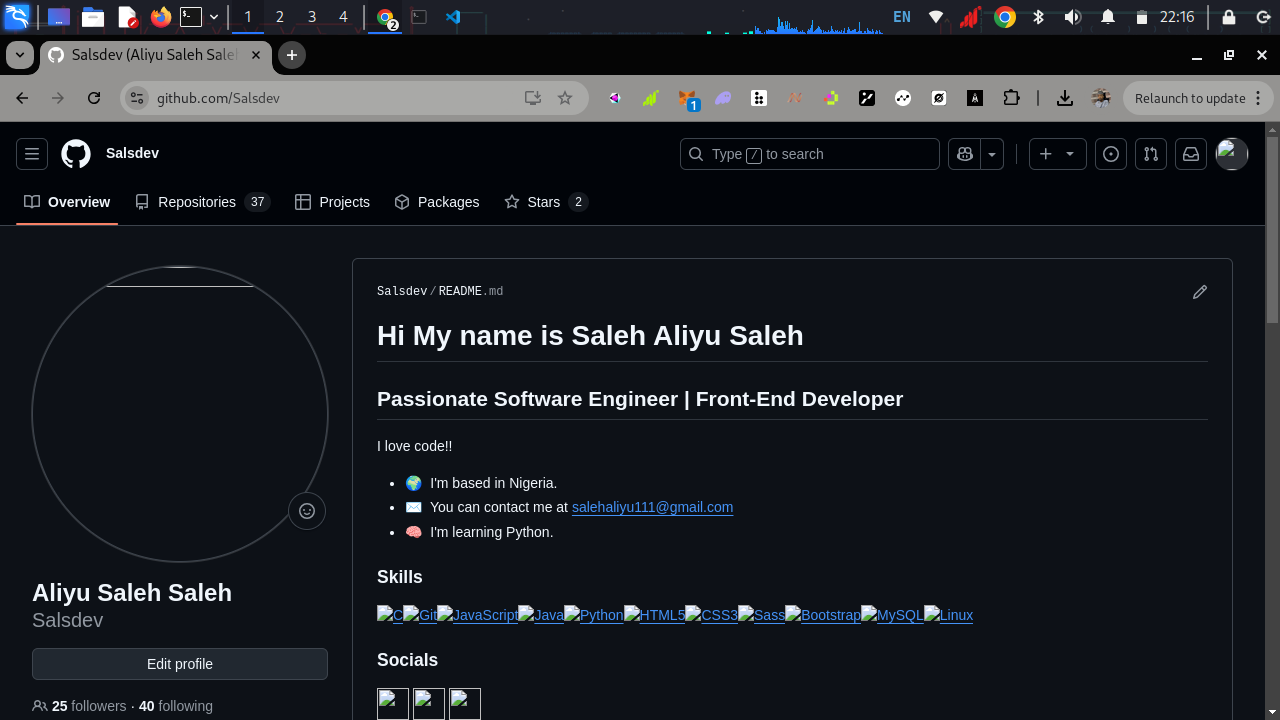 1 2 3 4 2 EN 22:16
Salsdev (Aliyu Saleh Sale
github.com/Salsdev 1 Relaunch to update
Salsdev Type / to search
Overview Repositories 37 Projects Packages Stars 2
Salsdev/README.md
Hi My name is Saleh Aliyu Saleh
Passionate Software Engineer | Front-End Developer
I love code!!
🌍 I'm based in Nigeria.
✉️ You can contact me at salehaliyu111@gmail.com
🧠 I'm learning Python.
Skills
C Git JavaScript Java Python HTML5 CSS3 Sass Bootstrap MySQL Linux
Socials
Aliyu Saleh Saleh
Salsdev
Edit profile
25 followers · 40 following